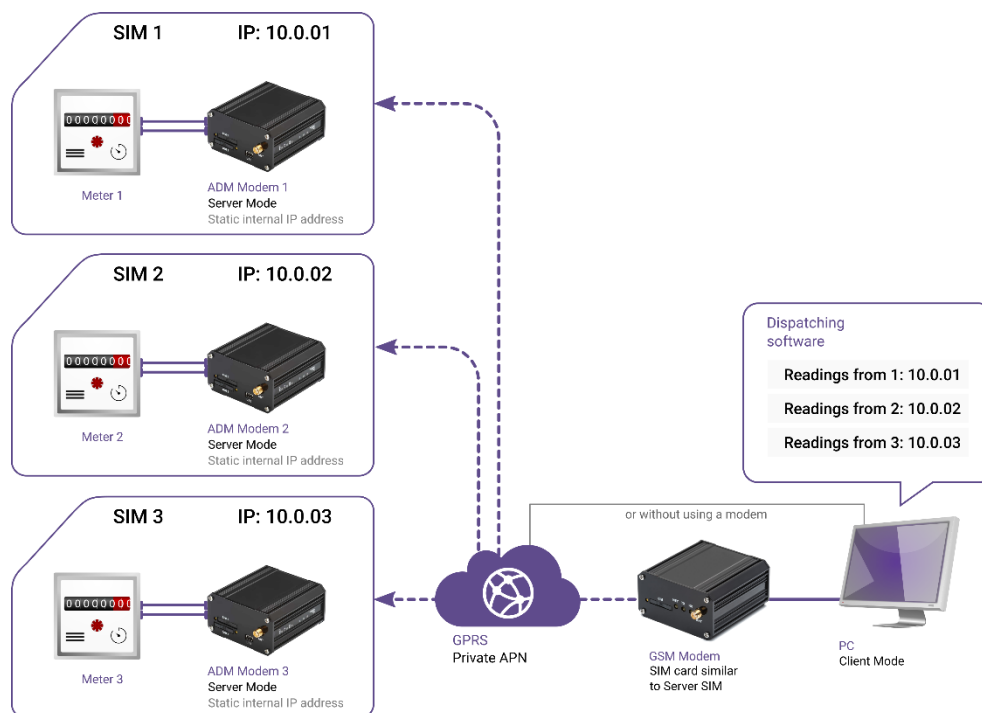 SIM 1 IP: 10.0.01
Meter 1
ADM Modem 1
Server Mode
Static internal IP address
SIM 2 IP: 10.0.02
Meter 2
ADM Modem 2
Server Mode
Static internal IP address
SIM 3 IP: 10.0.03
Meter 3
ADM Modem 3
Server Mode
Static internal IP address
Dispatching
software
Readings from 1: 10.0.01
Readings from 2: 10.0.02
Readings from 3: 10.0.03
or without using a modem
GPRS
Private APN
GSM Modem
SIM card similar
to Server SIM
PC
Client Mode